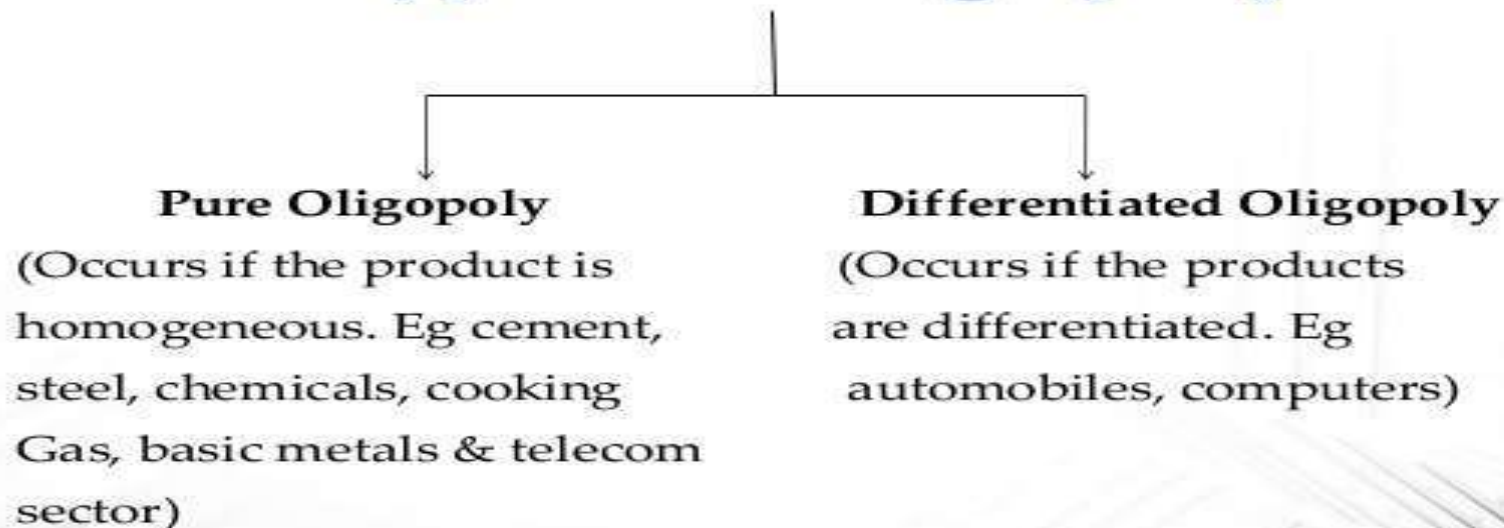 Pure Oligopoly
(Occurs if the product is
homogeneous. Eg cement,
steel, chemicals, cooking
Gas, basic metals & telecom
sector)
Differentiated Oligopoly
(Occurs if the products
are differentiated. Eg
automobiles, computers)